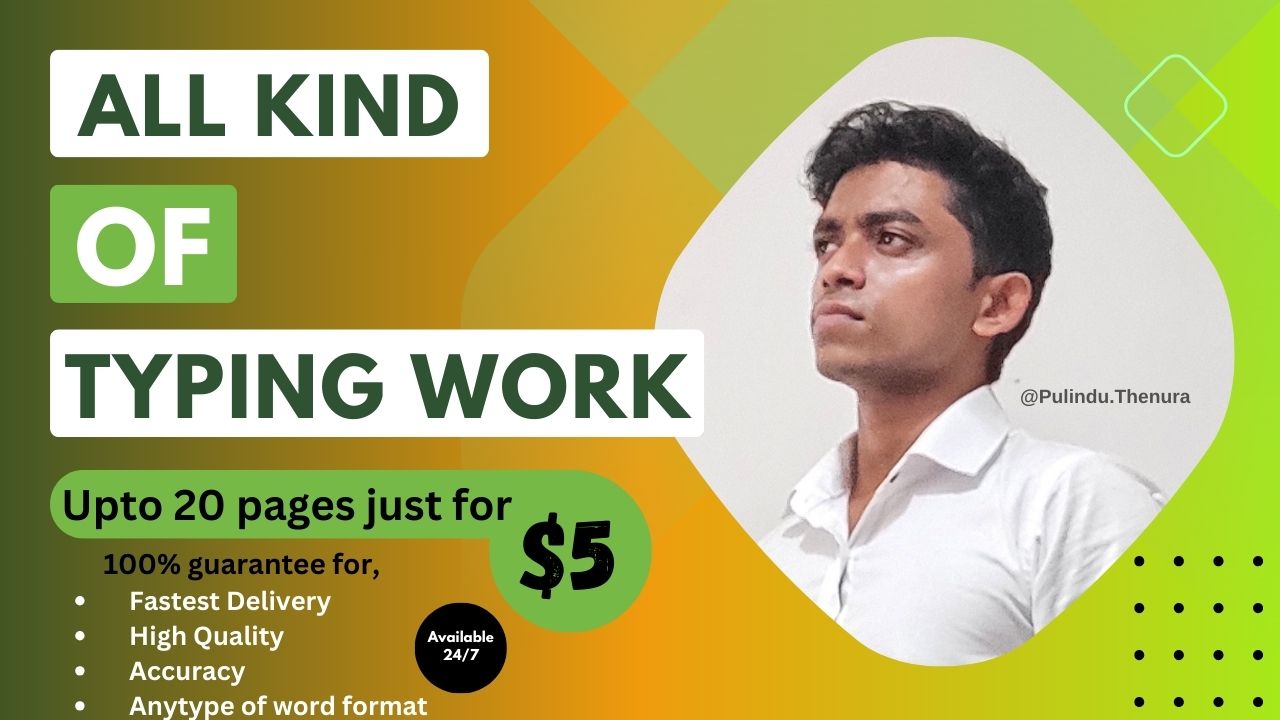 ALL KIND
OF
TYPING WORK
@Pulindu.Thenura
Upto 20 pages just for
$5
100% guarantee for,
• Fastest Delivery
• High Quality
• Accuracy
• Anytype of word format
Available
24/7